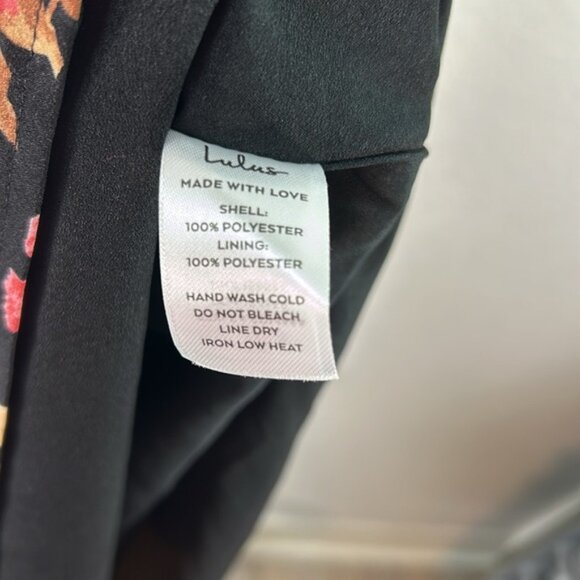 Lulus
MADE WITH LOVE
SHELL:
100% POLYESTER
LINING:
100% POLYESTER
HAND WASH COLD
DO NOT BLEACH
LINE DRY
IRON LOW HEAT